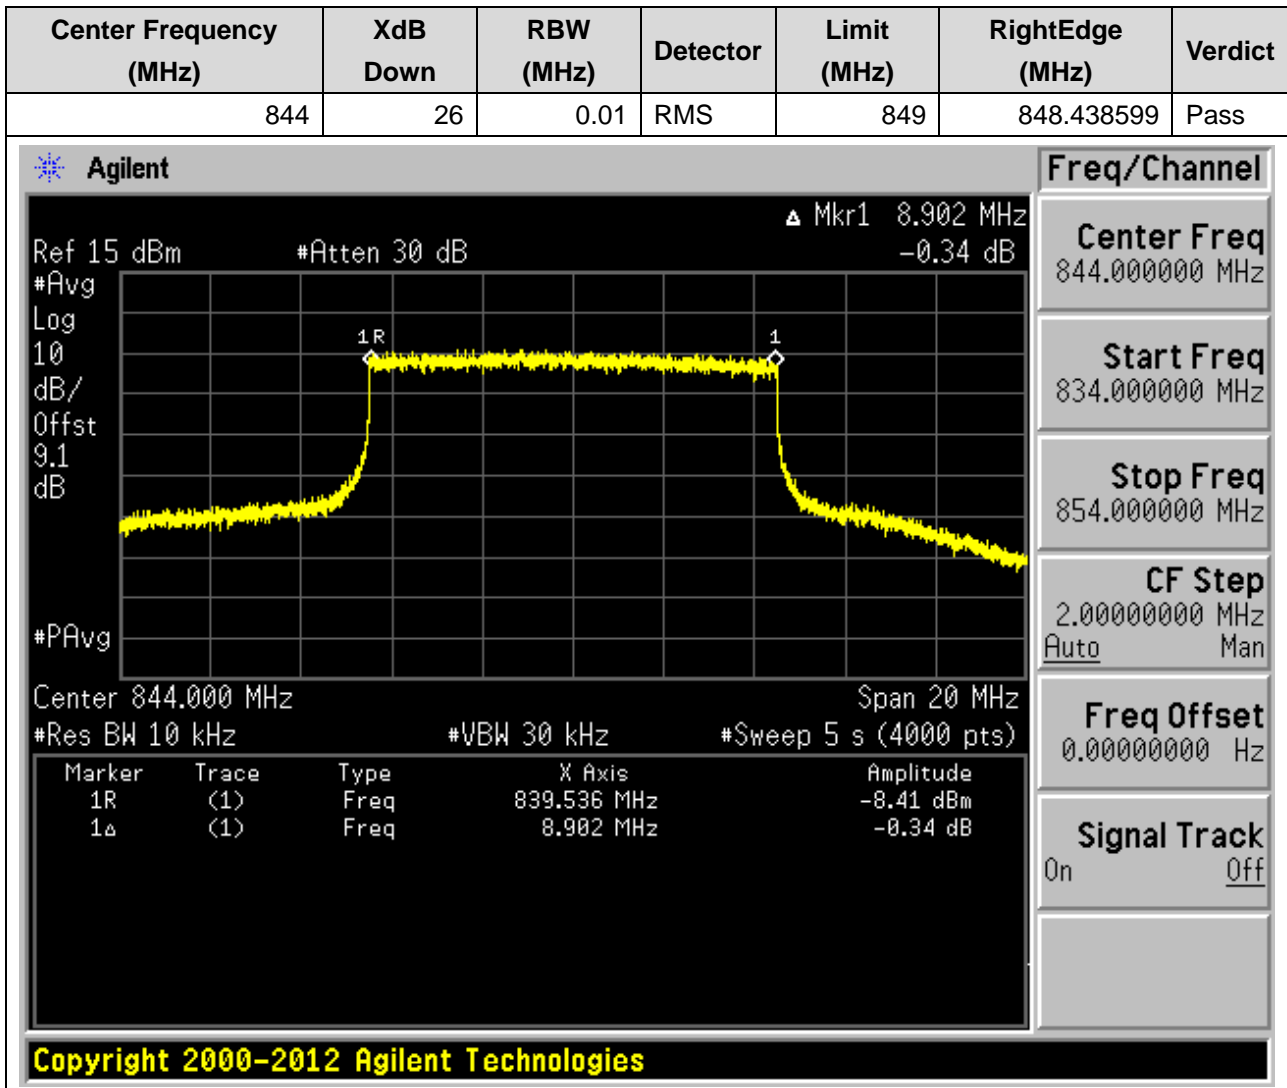 Center Frequency (MHz) XdB Down RBW (MHz) Detector Limit (MHz) RightEdge (MHz) Verdict
844 26 0.01 RMS 849 848.438599 Pass
Agilent
Freq/Channel
Δ Mkr1 8.902 MHz
Ref 15 dBm #Atten 30 dB -0.34 dB
#Avg
Log
10
dB/
Offst
9.1
dB
#PAvg
1R
1
Center 844.000 MHz Span 20 MHz
#Res BW 10 kHz #VBW 30 kHz #Sweep 5 s (4000 pts)
Marker Trace Type X Axis Amplitude
1R (1) Freq 839.536 MHz -8.41 dBm
1Δ (1) Freq 8.902 MHz -0.34 dB
Center Freq
844.000000 MHz
Start Freq
834.000000 MHz
Stop Freq
854.000000 MHz
CF Step
2.00000000 MHz
Auto Man
Freq Offset
0.00000000 Hz
Signal Track
On Off
Copyright 2000-2012 Agilent Technologies